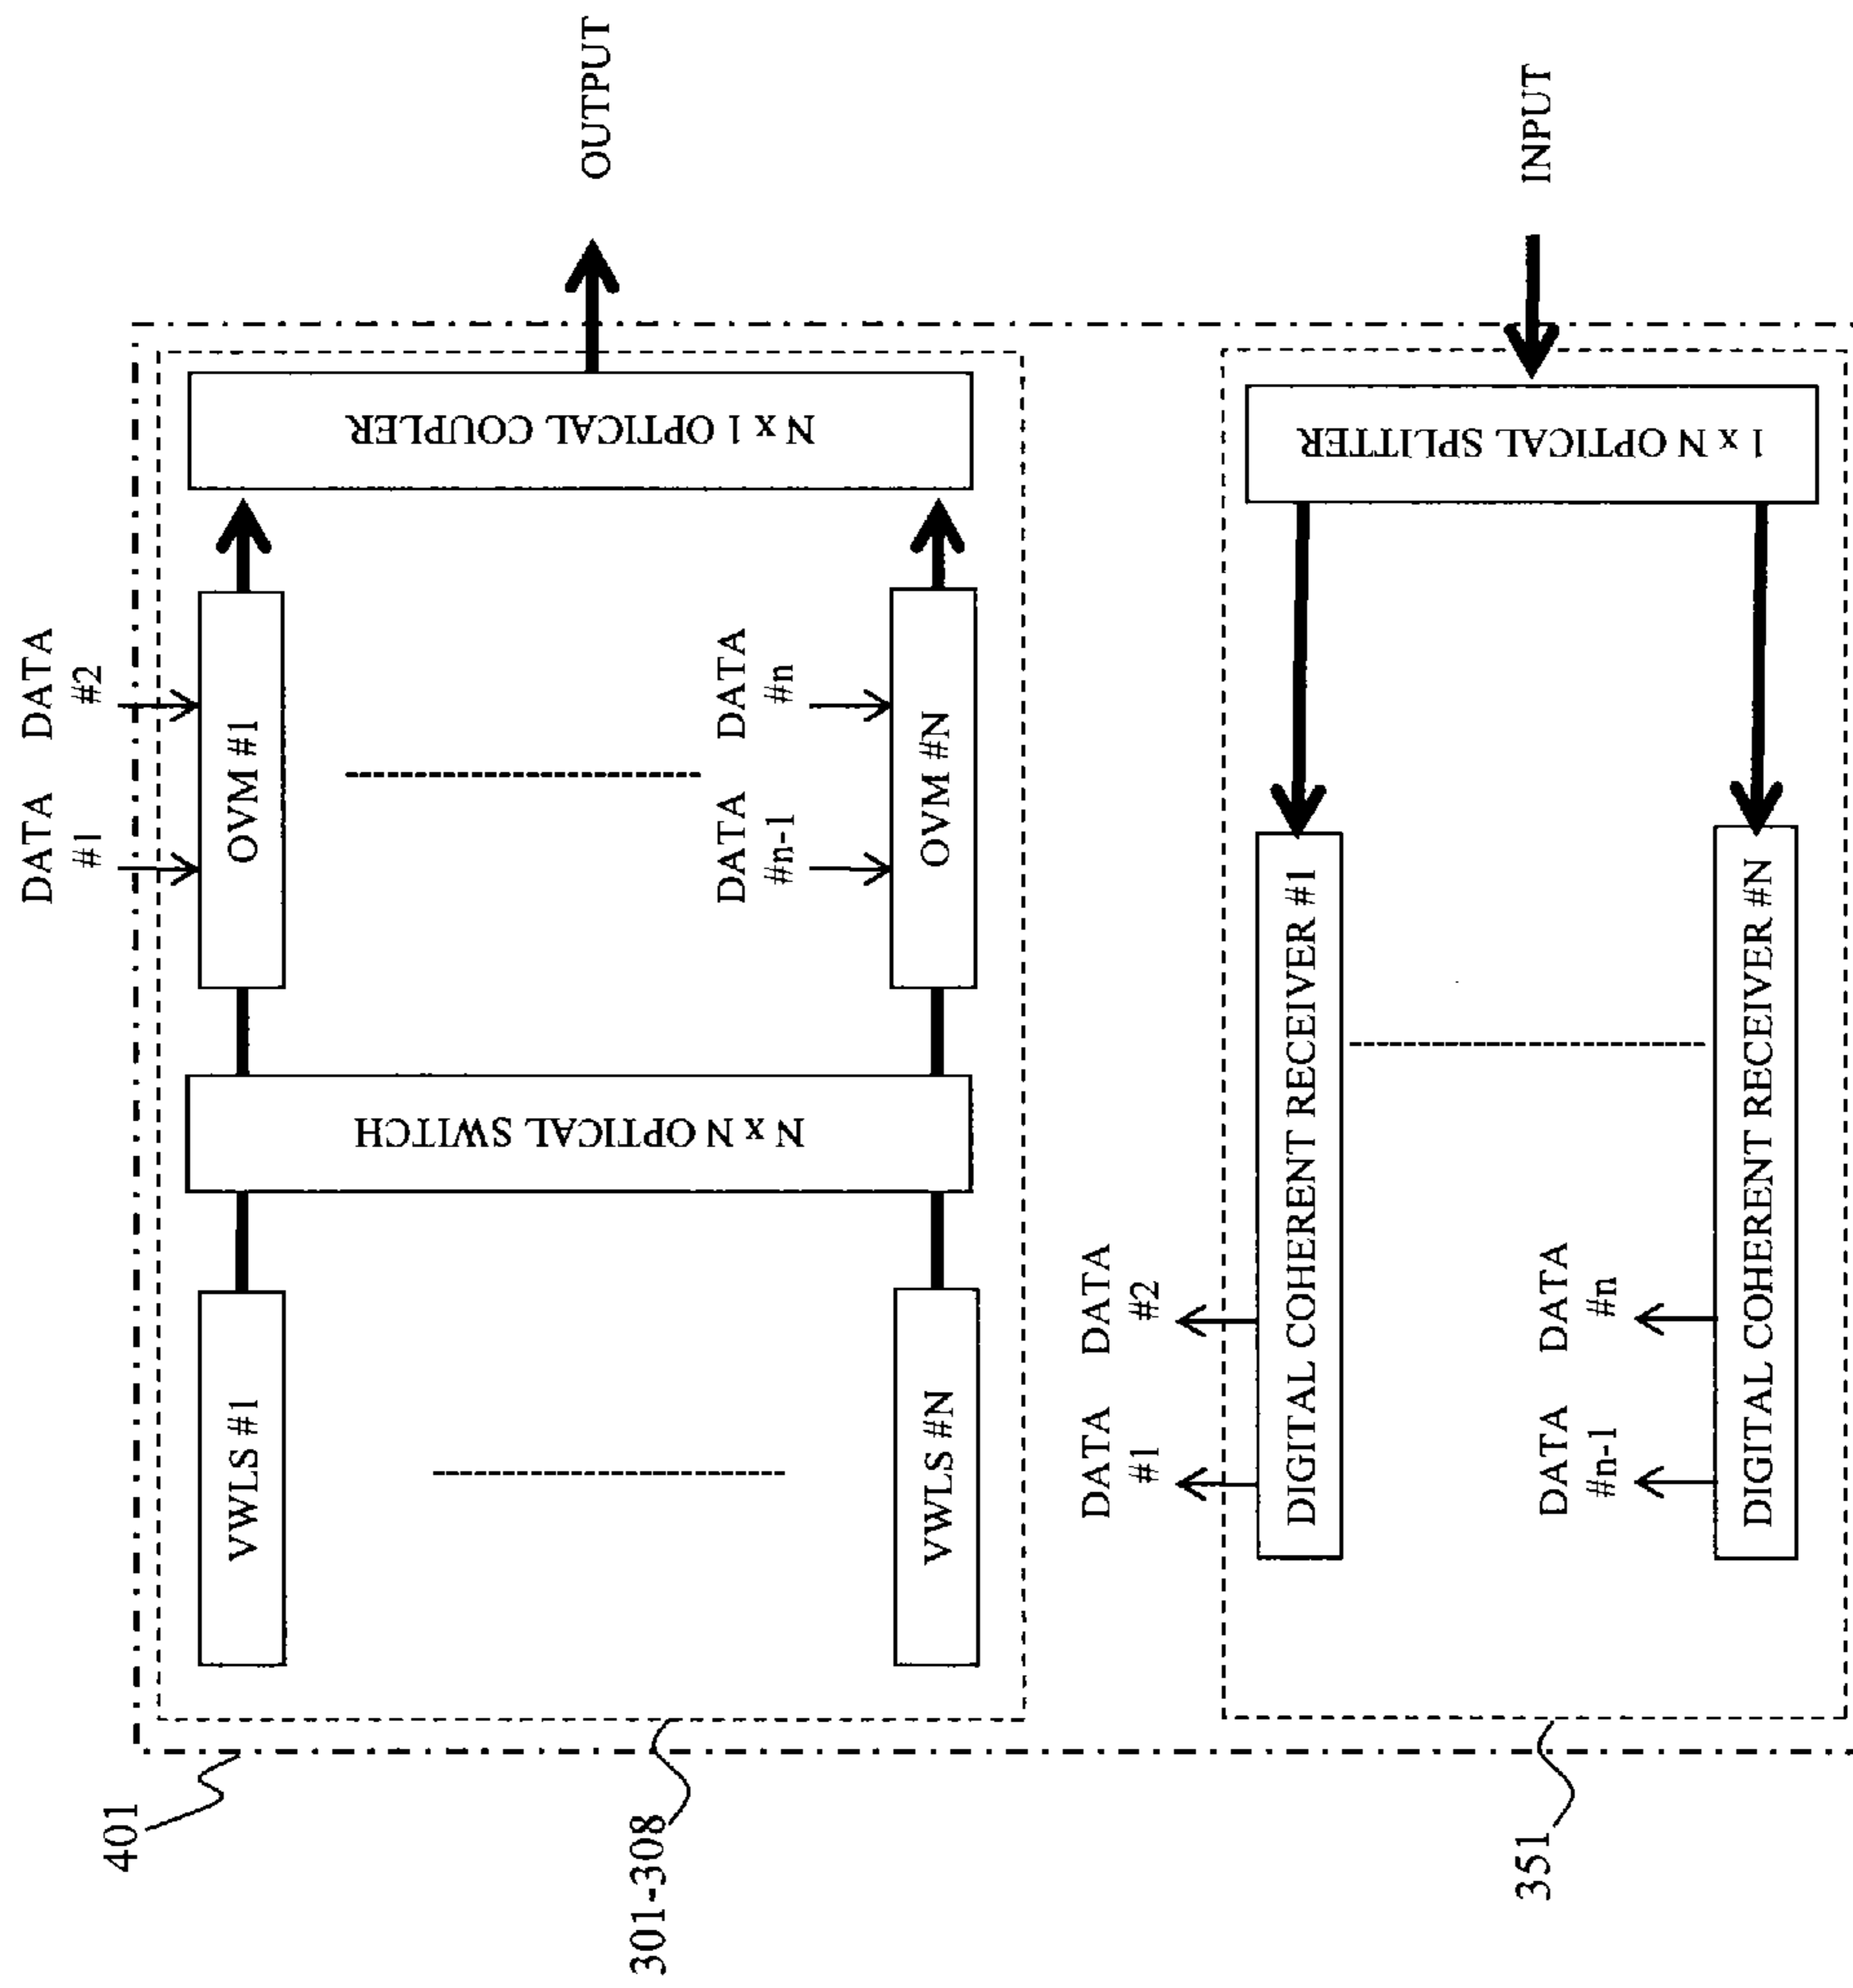 401
301-308
351
VWLS #1
VWLS #N
N x N OPTICAL SWITCH
DATA
#1
DATA
#2
OVM #1
DATA
#n-1
DATA
#n
OVM #N
N x 1 OPTICAL COUPLER
OUTPUT
DATA
#1
DATA
#2
DIGITAL COHERENT RECEIVER #1
DATA
#n-1
DATA
#n
DIGITAL COHERENT RECEIVER #N
1 x N OPTICAL SPLITTER
INPUT